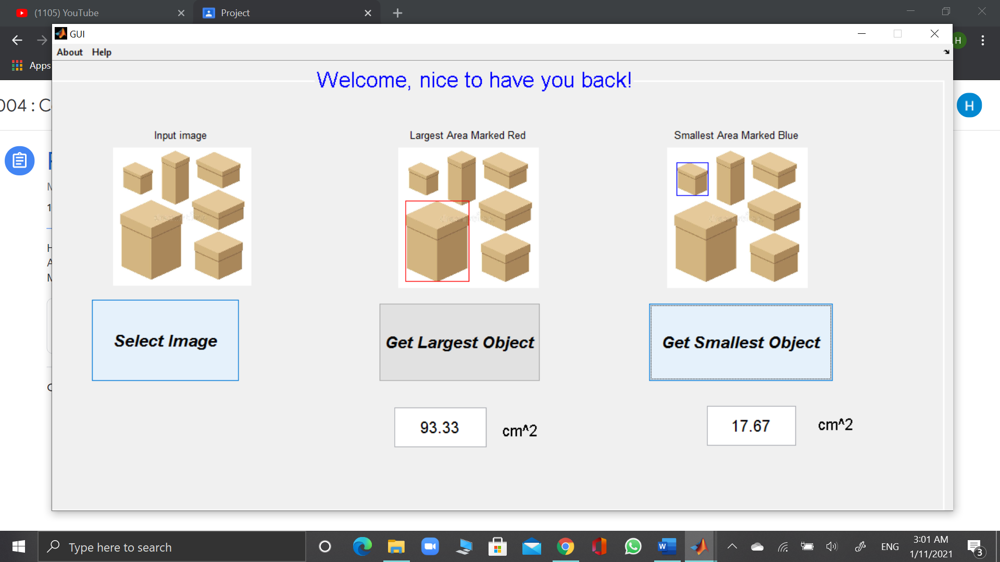 (1105) YouTube
Project
GUI
H
About Help
Apps
Welcome, nice to have you back!
004 : C
H
Input image
Largest Area Marked Red
Smallest Area Marked Blue
1
H
A
M
Select Image
Get Largest Object
Get Smallest Object
93.33
cm^2
17.67
cm^2
Type here to search
ENG
3:01 AM
1/11/2021
3